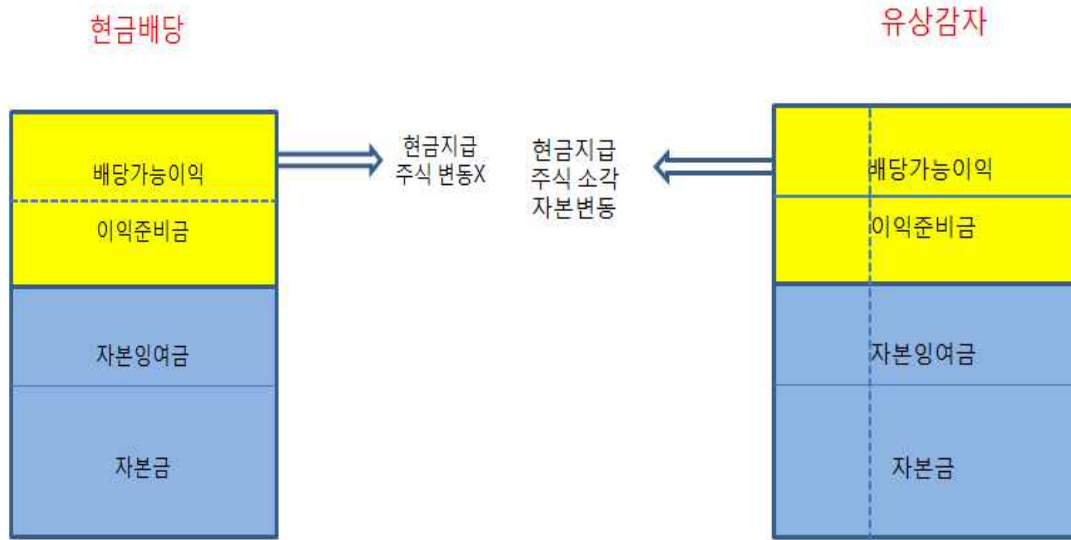 현금배당
유상감자
배당가능이익
이익준비금
자본잉여금
자본금
현금지급
주식 변동X
현금지급
주식 소각
자본변동
배당가능이익
이익준비금
자본잉여금
자본금